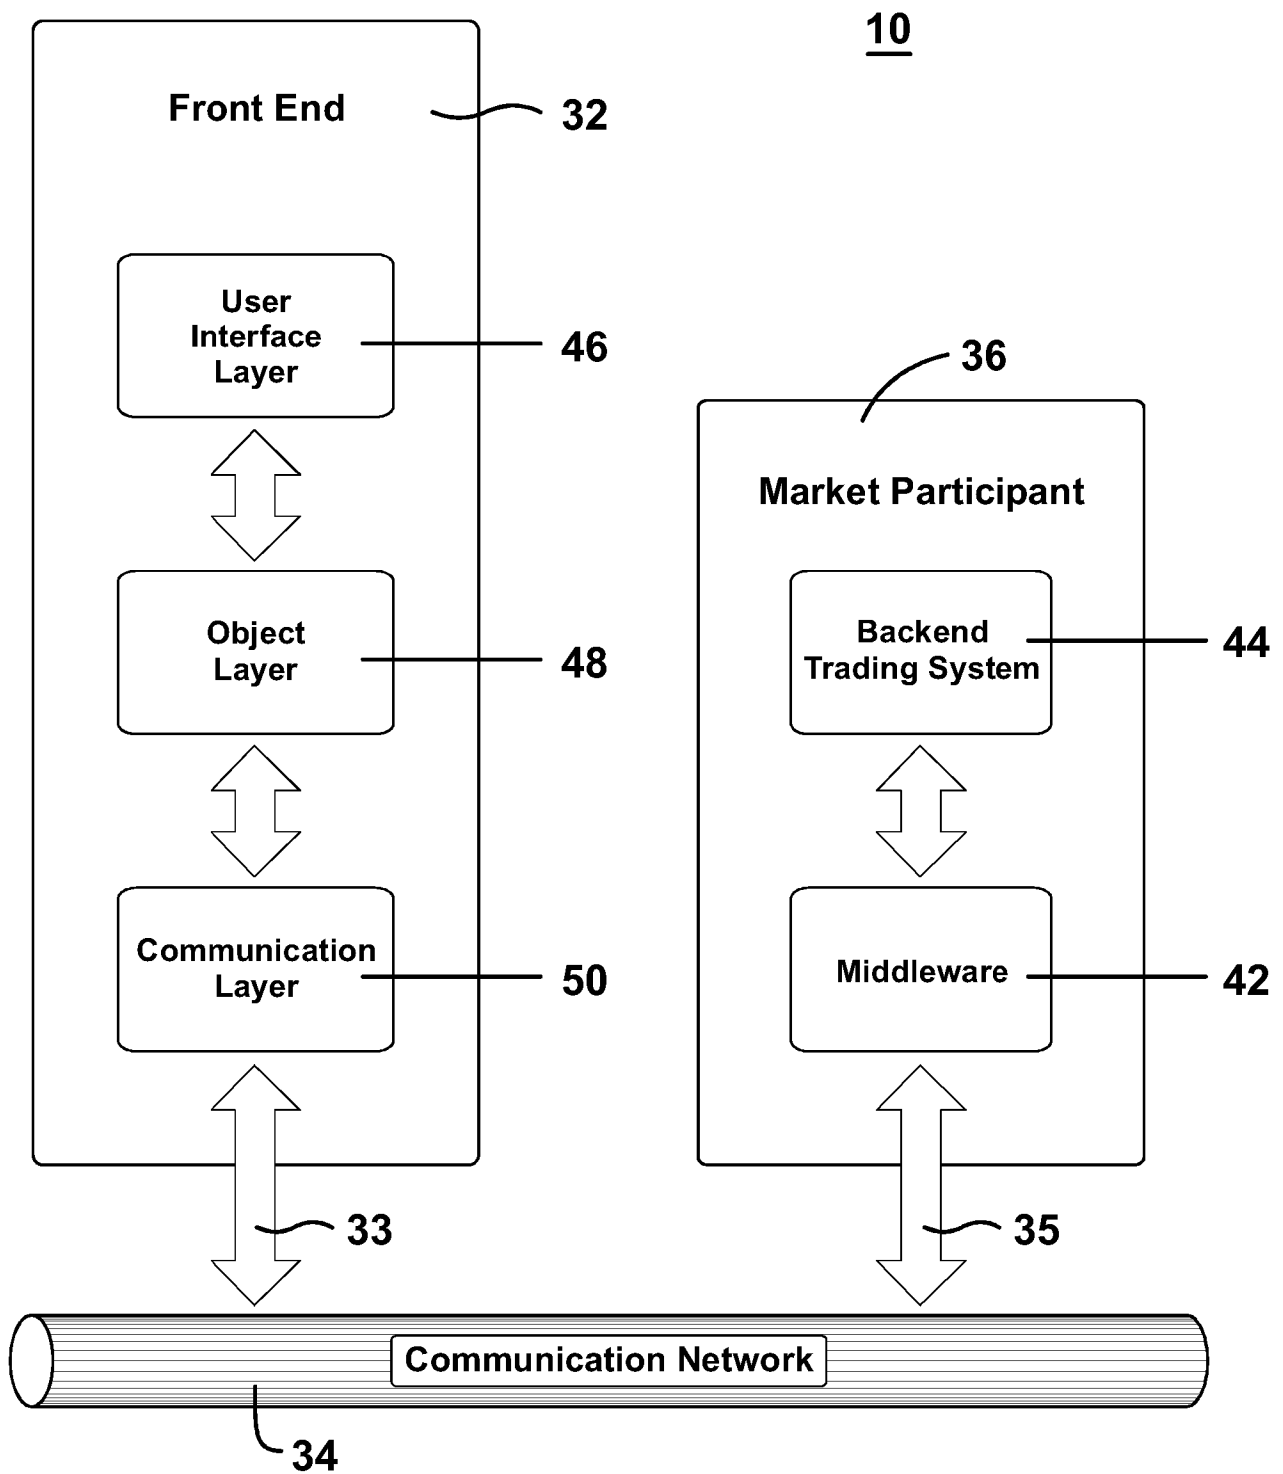 10
Front End
32
User
Interface
Layer
46
36
Market Participant
Object
Layer
48
Backend
Trading System
44
Communication
Layer
50
Middleware
42
33
35
Communication Network
34